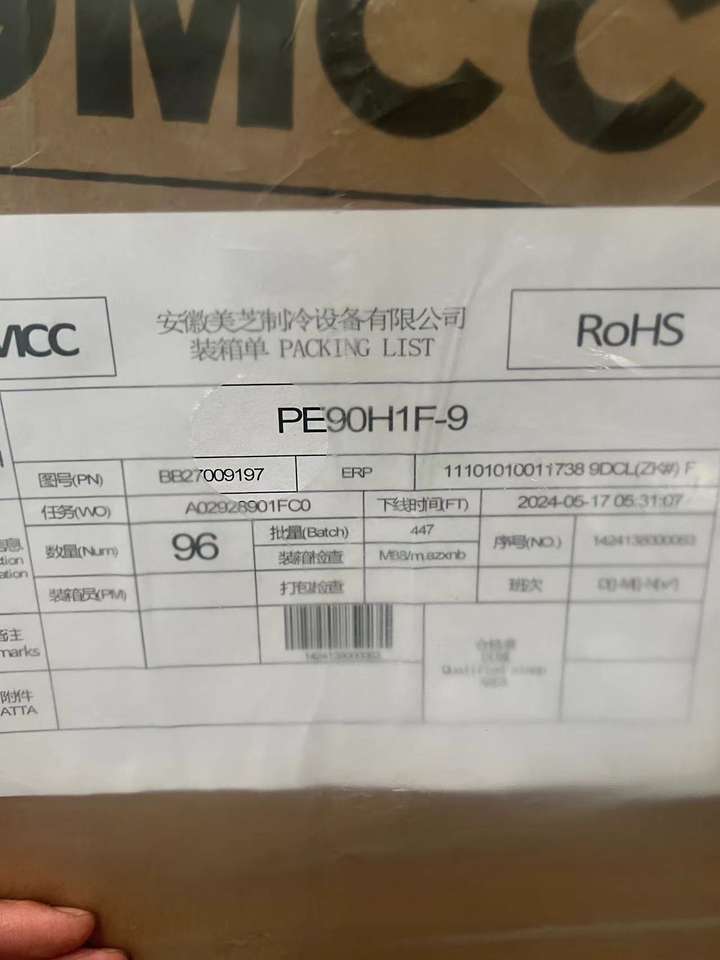 MCC
MCC
安徽美芝制冷设备有限公司
装箱单 PACKING LIST
RoHS
PE90H1F-9
图号(PN) BB27009197 ERP 11101010011738 9DCL(ZK#) F
任务(WO) A02928901FC0 下线时间(FT) 2024-05-17 05:31:07
数量(Num) 96 批量(Batch) 447 序号(NO.)
装箱检查
装箱员(PM) 打包检查 班次
marks
附件
ATTA